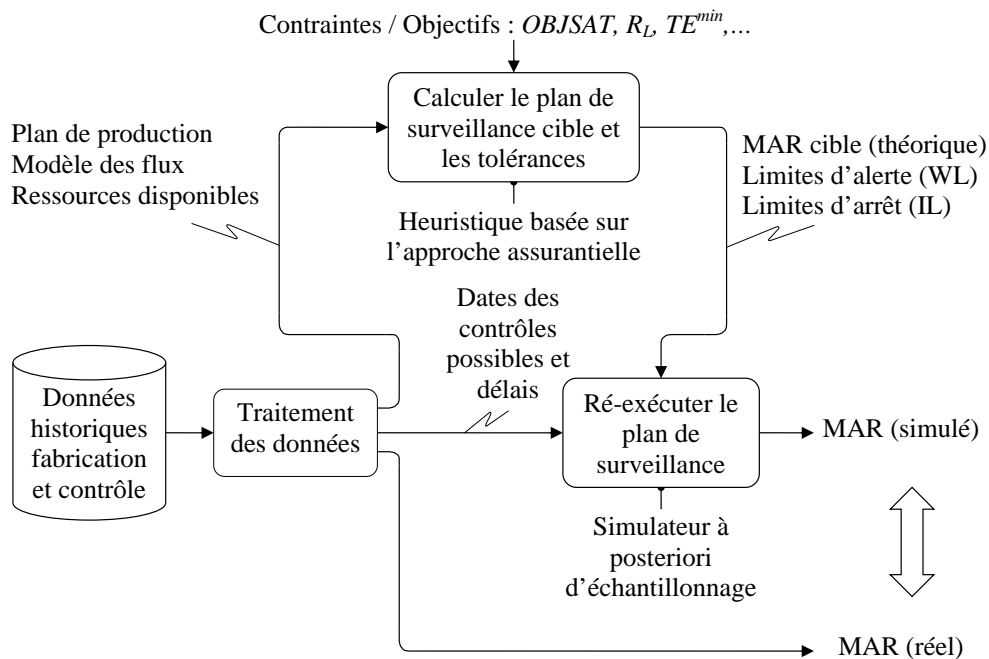 Contraintes / Objectifs : OBJSAT, R_L, TE^min,...
Calculer le plan de
surveillance cible et
les tolérances
Plan de production
Modèle des flux
Ressources disponibles
MAR cible (théorique)
Limites d'alerte (WL)
Limites d'arrêt (IL)
Heuristique basée sur
l'approche assurantielle
Dates des
contrôles
possibles et
délais
Données
historiques
fabrication
et contrôle
Traitement
des données
Ré-exécuter le
plan de
surveillance
MAR (simulé)
Simulateur à
posteriori
d'échantillonnage
MAR (réel)